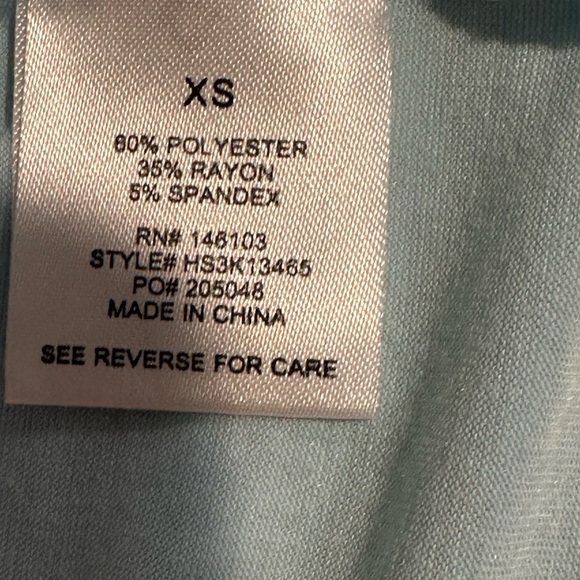 XS
60% POLYESTER
35% RAYON
5% SPANDEX
RN# 146103
STYLE# HS3K13465
PO# 205048
MADE IN CHINA
SEE REVERSE FOR CARE